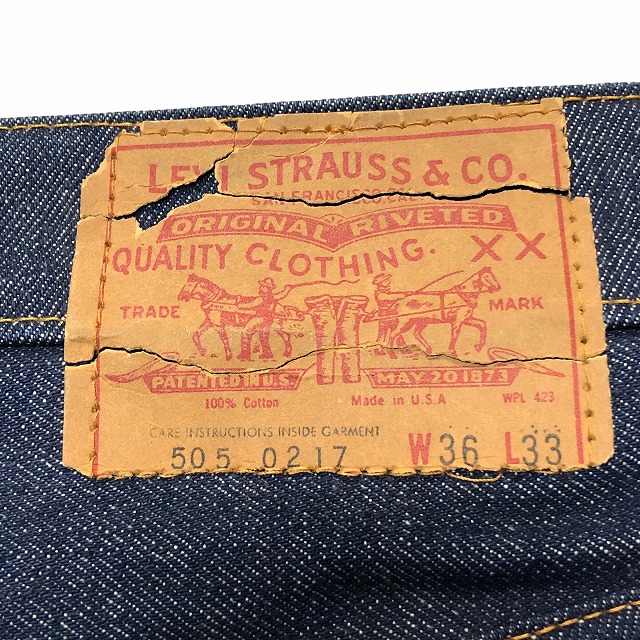 LEVI STRAUSS & CO.
SAN FRANCISCO, CAL.
ORIGINAL RIVETED
QUALITY CLOTHING. XX
TRADE MARK
PATENTED IN U.S. MAY 20 1873
100% Cotton Made in U.S.A WPL 423
CARE INSTRUCTIONS INSIDE GARMENT
505 0217 W36 L33